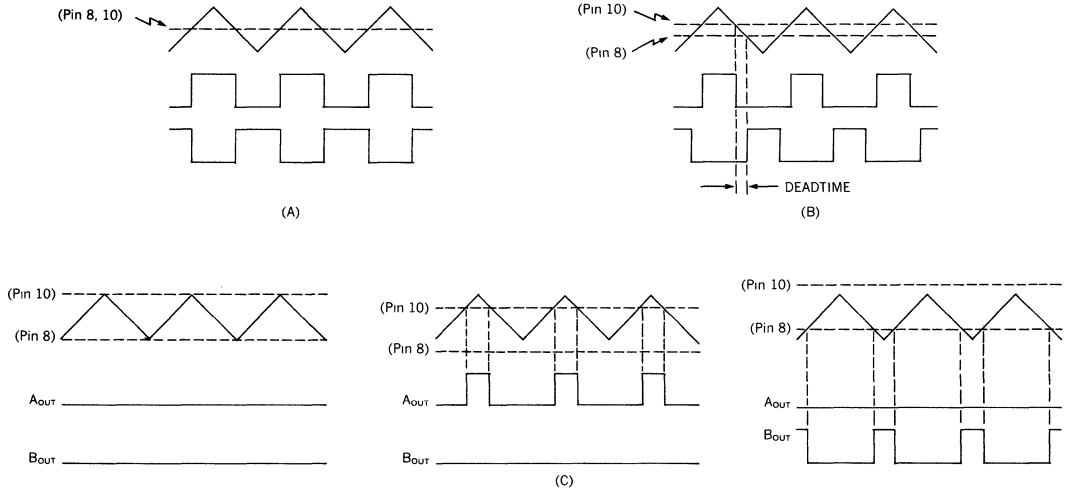 (Pin 8, 10)
(A)
(Pin 10)
(Pin 8)
DEADTIME
(B)
(Pin 10)
(Pin 8)
AOUT
BOUT
(Pin 10)
(Pin 8)
AOUT
BOUT
(C)
(Pin 10)
(Pin 8)
AOUT
BOUT